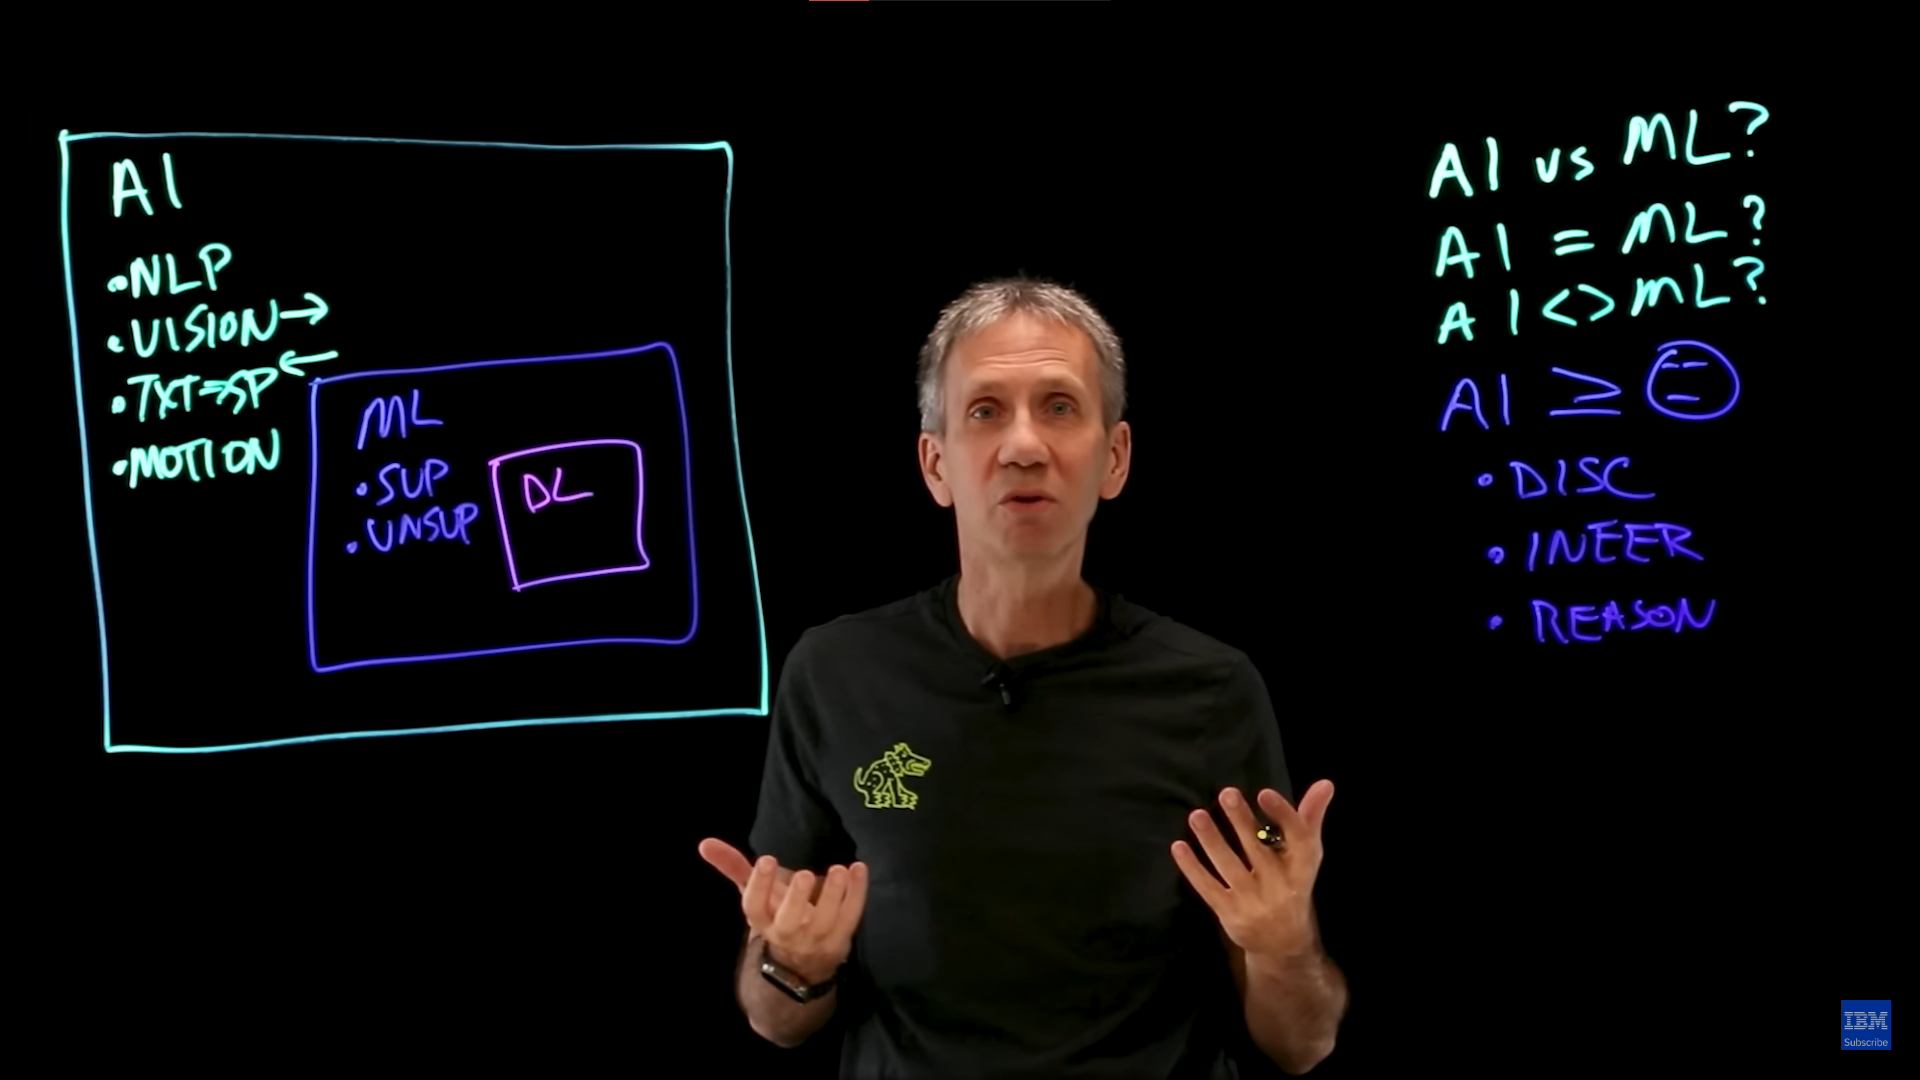 AI
•NLP
•VISION→
•TXT⇒SP←
•MOTION
ML
•SUP
•UNSUP
DL
AI vs ML?
AI = ML?
AI <> ML?
AI ≥
• DISC
• INFER
• REASON
IBM
Subscribe